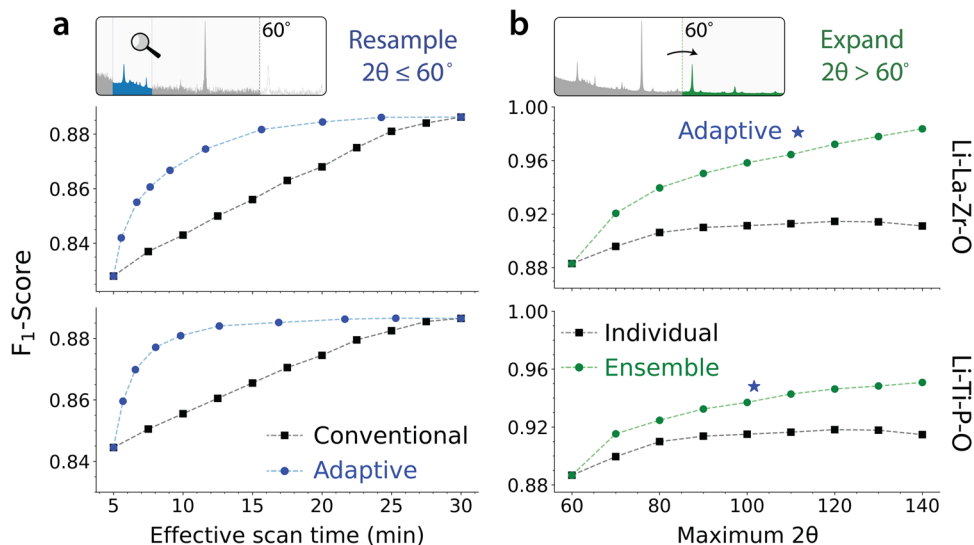 a
60°
Resample
2θ ≤ 60°
b
60°
Expand
2θ > 60°
F1-Score
0.88
0.86
0.84
0.88
0.86
0.84
Conventional
Adaptive
5 10 15 20 25 30
Effective scan time (min)
1.00
0.96
0.92
0.88
Adaptive
Li-La-Zr-O
1.00
0.96
0.92
0.88
Individual
Ensemble
Li-Ti-P-O
60 80 100 120 140
Maximum 2θ